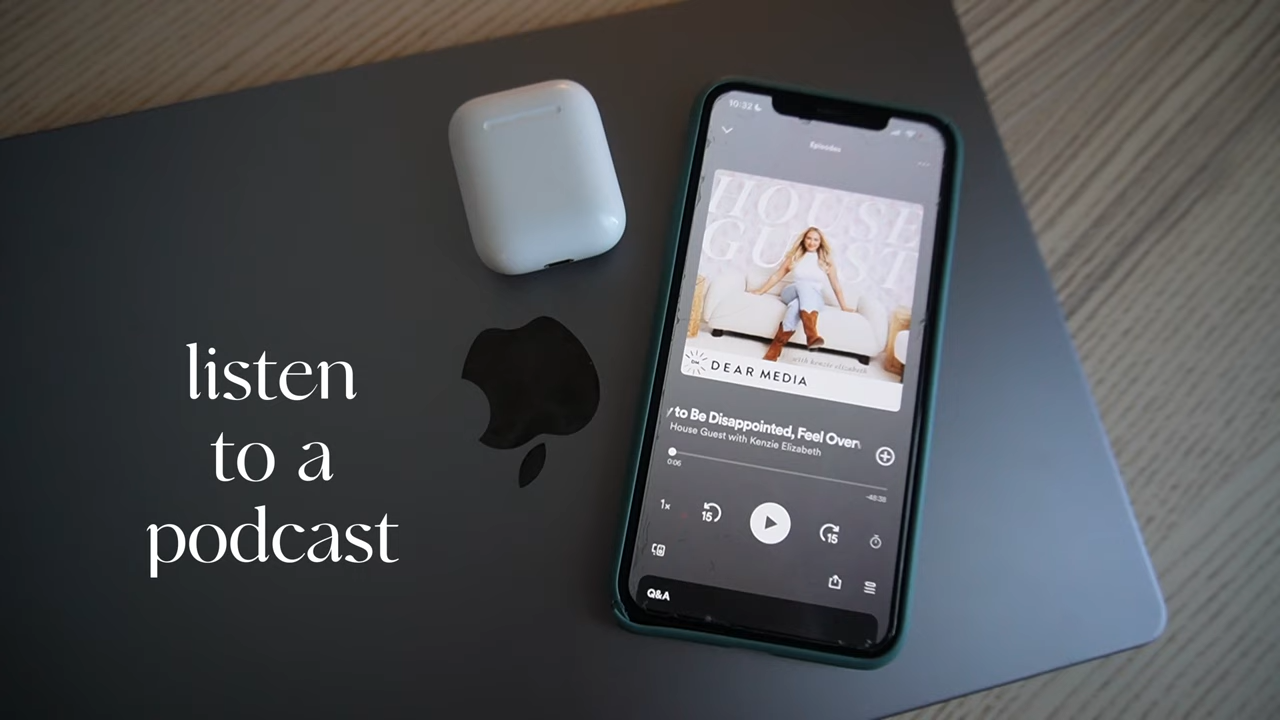 listen
to a
podcast
10:32
Episodes
HOUSE
GUEST
with kenzie elizabeth
DM
DEAR MEDIA
y to Be Disappointed, Feel Over
House Guest with Kenzie Elizabeth
0:06
-48:38
1x
15
15
Q&A